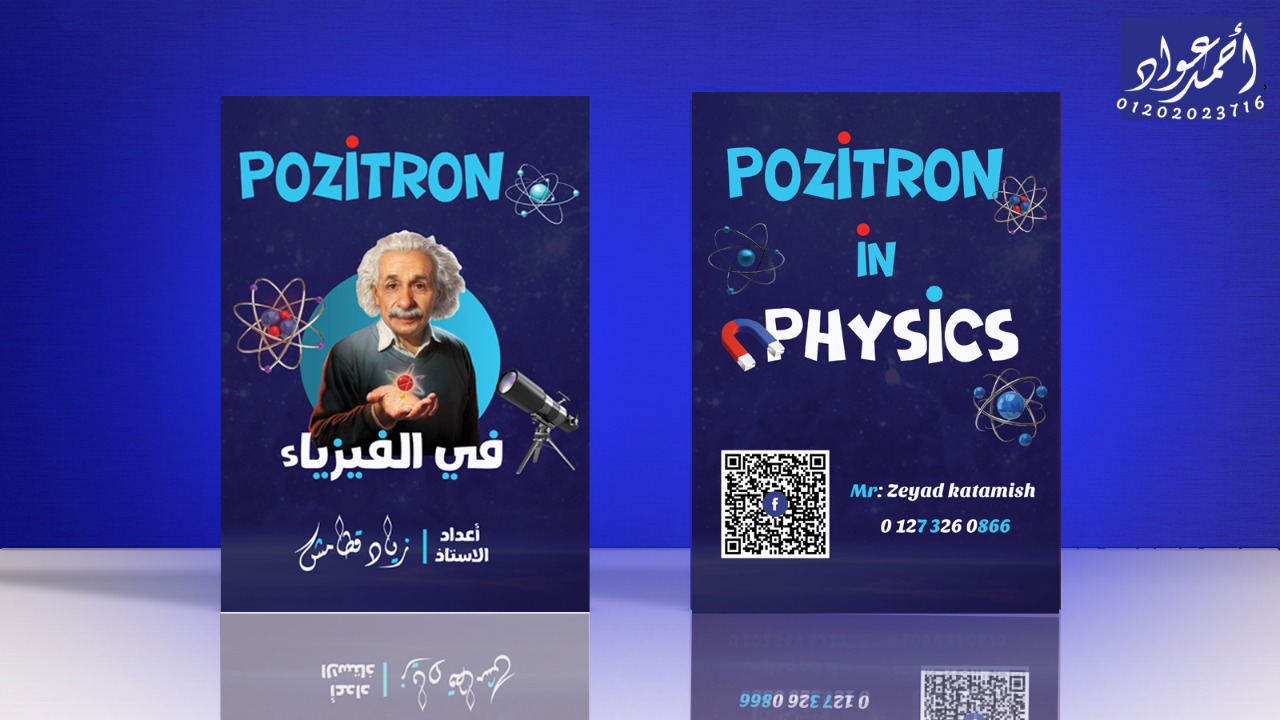 أحمد عواد
01202023716
POZITRON
في الفيزياء
أعداد
الاستاذ
زياد قطامش
POZITRON
IN
PHYSICS
f
Mr: Zeyad katamish
0 127 326 0866